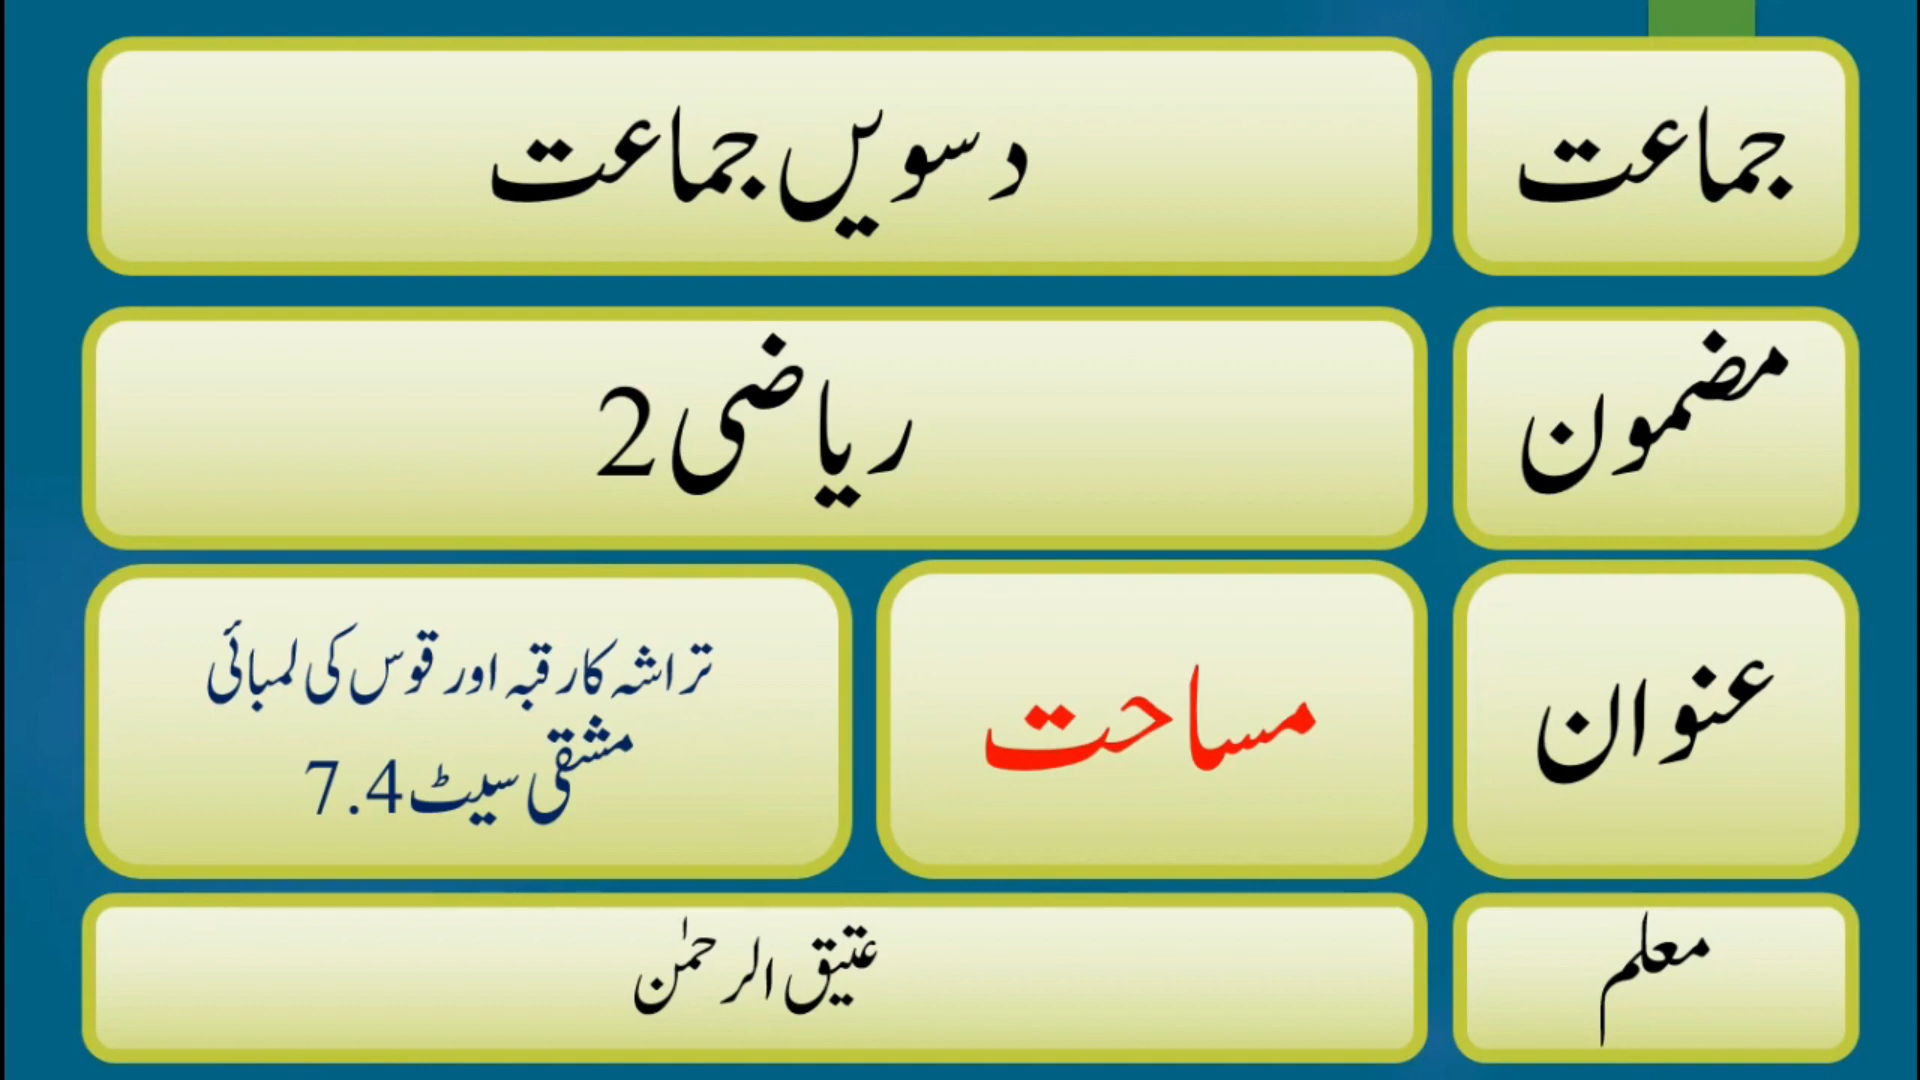 جماعت
دسویں جماعت
مضمون
ریاضی 2
عنوان
مساحت
تراشہ کا رقبہ اور قوس کی لمبائی
مشقی سیٹ 7.4
معلم
عتیق الرحمٰن